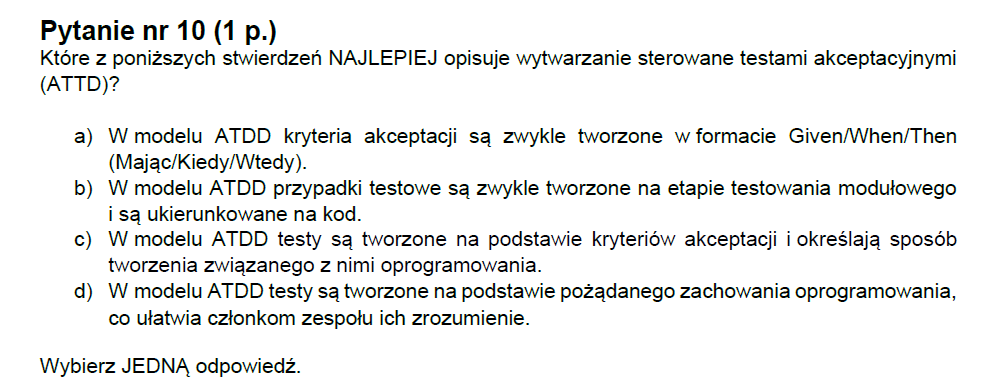 Pytanie nr 10 (1 p.)
Które z poniższych stwierdzeń NAJLEPIEJ opisuje wytwarzanie sterowane testami akceptacyjnymi
(ATTD)?
a) W modelu ATDD kryteria akceptacji są zwykle tworzone w formacie Given/When/Then
(Mając/Kiedy/Wtedy).
b) W modelu ATDD przypadki testowe są zwykle tworzone na etapie testowania modułowego
i są ukierunkowane na kod.
c) W modelu ATDD testy są tworzone na podstawie kryteriów akceptacji i określają sposób
tworzenia związanego z nimi oprogramowania.
d) W modelu ATDD testy są tworzone na podstawie pożądanego zachowania oprogramowania,
co ułatwia członkom zespołu ich zrozumienie.
Wybierz JEDNĄ odpowiedź.